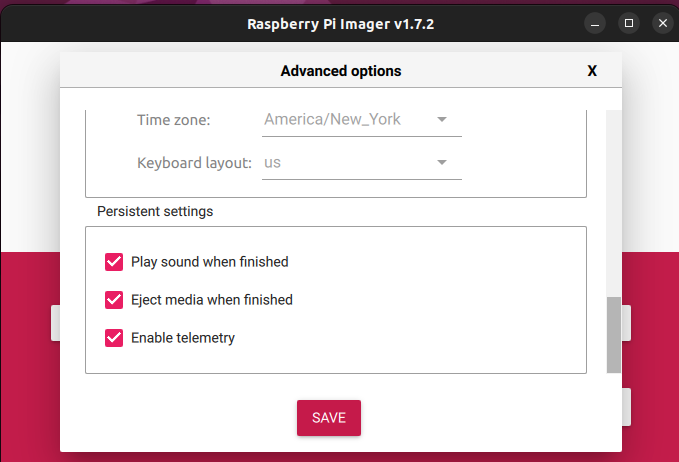 Raspberry Pi Imager v1.7.2
Advanced options X
Time zone: America/New_York
Keyboard layout: us
Persistent settings
Play sound when finished
Eject media when finished
Enable telemetry
SAVE